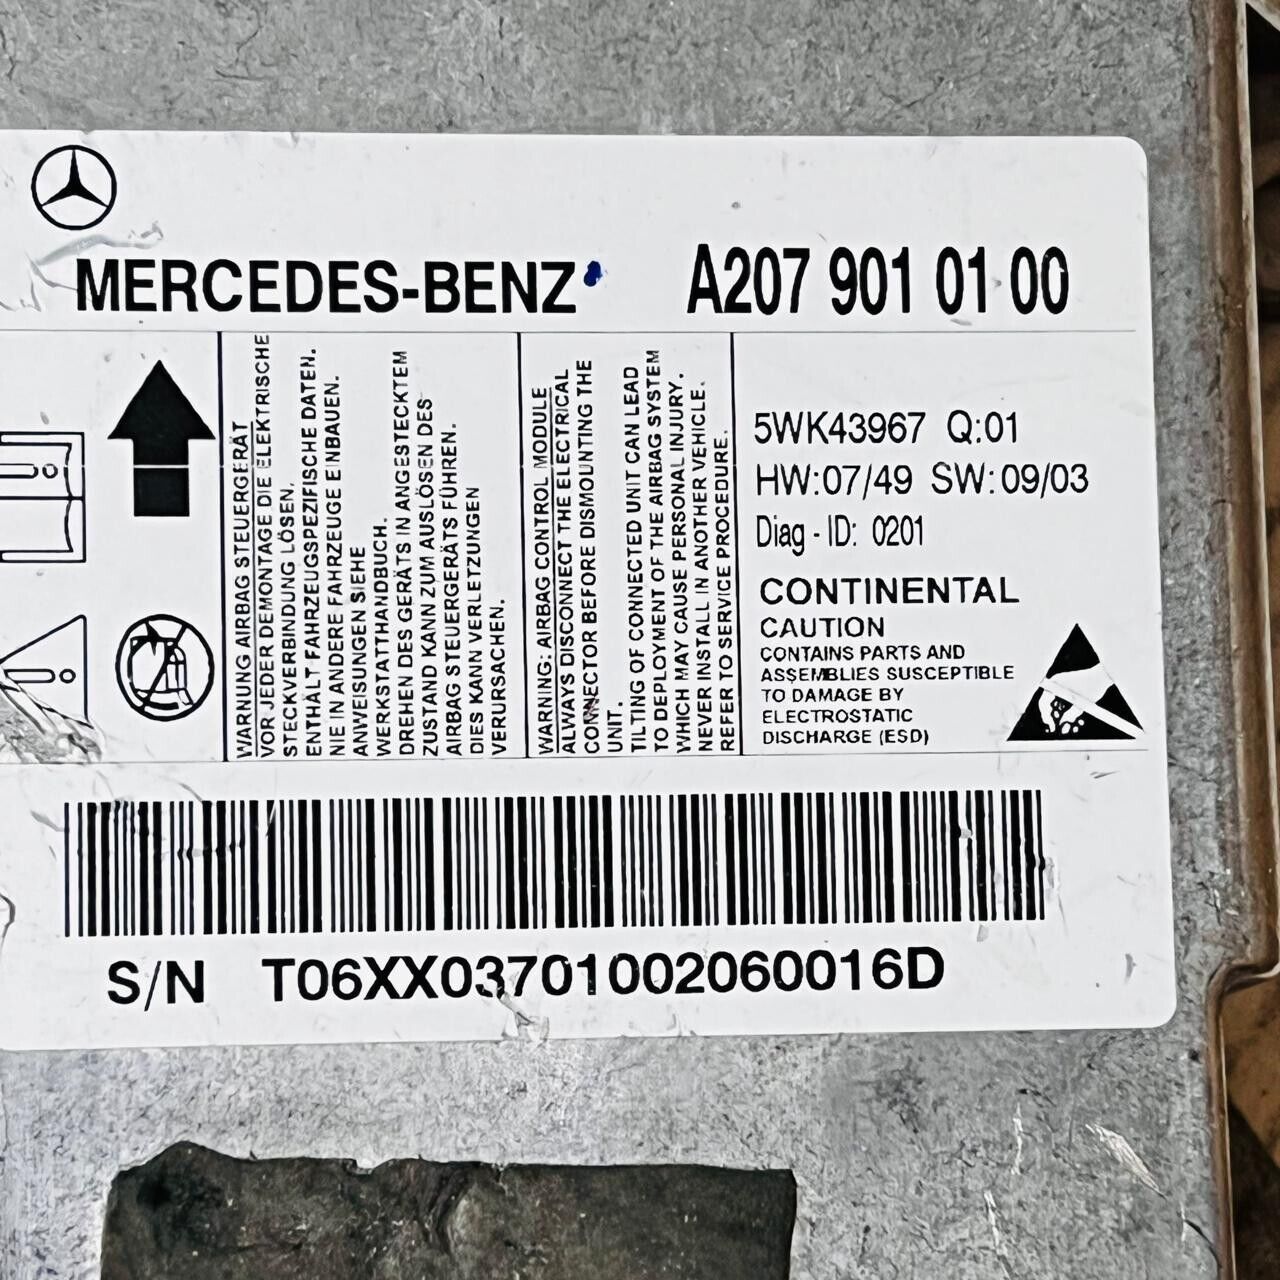 MERCEDES-BENZ A207 901 01 00
WARNUNG AIRBAG STEUERGERÄT
VOR JEDER DEMONTAGE DIE ELEKTRISCHE
STECKVERBINDUNG LÖSEN.
ENTHÄLT FAHRZEUGSPEZIFISCHE DATEN.
NIE IN ANDERE FAHRZEUGE EINBAUEN.
ANWEISUNGEN SIEHE
WERKSTATTHANDBUCH.
DREHEN DES GERÄTS IN ANGESTECKTEM
ZUSTAND KANN ZUM AUSLÖSEN DES
AIRBAG STEUERGERÄTS FÜHREN.
DIES KANN VERLETZUNGEN
VERURSACHEN.
WARNING: AIRBAG CONTROL MODULE
ALWAYS DISCONNECT THE ELECTRICAL
CONNECTOR BEFORE DISMOUNTING THE
UNIT.
TILTING OF CONNECTED UNIT CAN LEAD
TO DEPLOYMENT OF THE AIRBAG SYSTEM
WHICH MAY CAUSE PERSONAL INJURY.
NEVER INSTALL IN ANOTHER VEHICLE.
REFER TO SERVICE PROCEDURE.
5WK43967 Q:01
HW:07/49 SW:09/03
Diag - ID: 0201
CONTINENTAL
CAUTION
CONTAINS PARTS AND
ASSEMBLIES SUSCEPTIBLE
TO DAMAGE BY
ELECTROSTATIC
DISCHARGE (ESD)
S/N T06XX03701002060016D